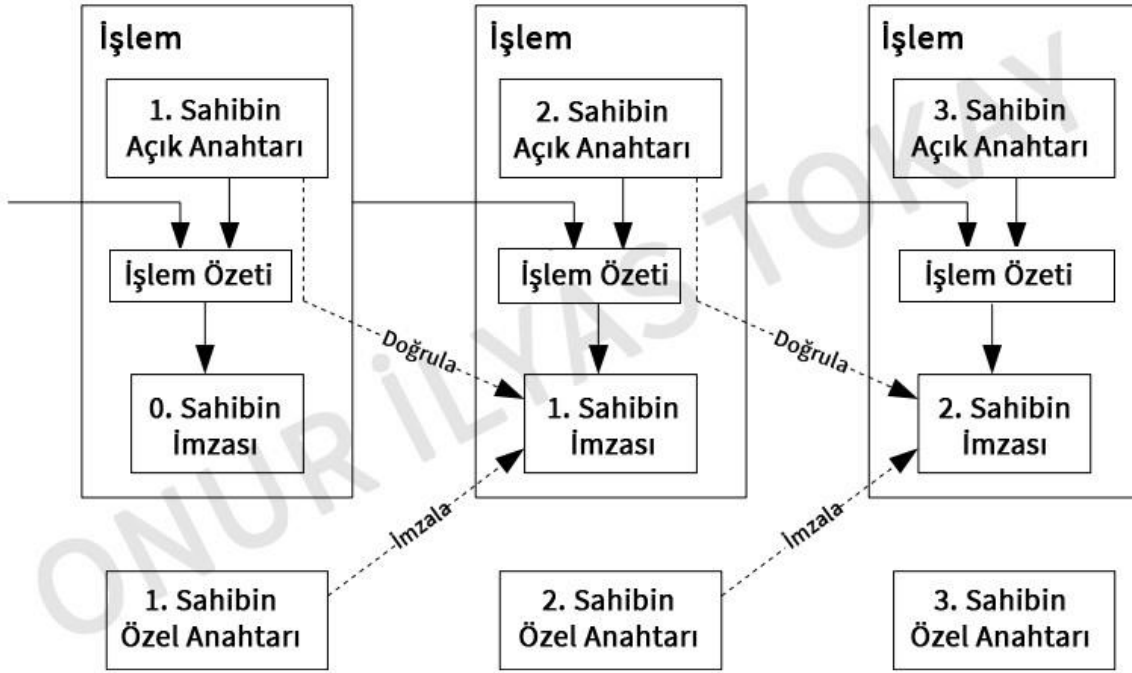 İşlem
1. Sahibin
Açık Anahtarı
İşlem Özeti
Doğrula
0. Sahibin
İmzası
İmzala
1. Sahibin
Özel Anahtarı
İşlem
2. Sahibin
Açık Anahtarı
İşlem Özeti
Doğrula
1. Sahibin
İmzası
İmzala
2. Sahibin
Özel Anahtarı
İşlem
3. Sahibin
Açık Anahtarı
İşlem Özeti
2. Sahibin
İmzası
3. Sahibin
Özel Anahtarı
ONUR İLYAS TOKAY